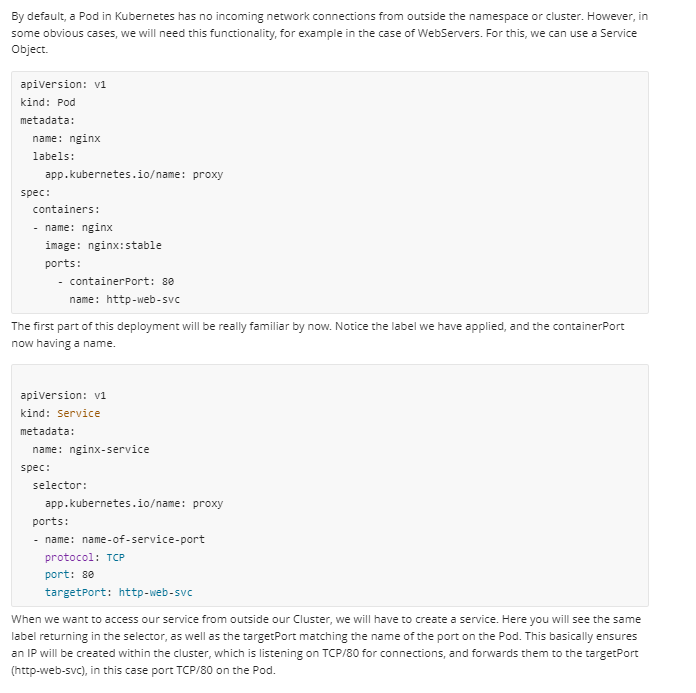 By default, a Pod in Kubernetes has no incoming network connections from outside the namespace or cluster. However, in
some obvious cases, we will need this functionality, for example in the case of WebServers. For this, we can use a Service
Object.
apiVersion: v1
kind: Pod
metadata:
  name: nginx
  labels:
    app.kubernetes.io/name: proxy
spec:
  containers:
  - name: nginx
    image: nginx:stable
    ports:
      - containerPort: 80
        name: http-web-svc
The first part of this deployment will be really familiar by now. Notice the label we have applied, and the containerPort
now having a name.
apiVersion: v1
kind: Service
metadata:
  name: nginx-service
spec:
  selector:
    app.kubernetes.io/name: proxy
  ports:
  - name: name-of-service-port
    protocol: TCP
    port: 80
    targetPort: http-web-svc
When we want to access our service from outside our Cluster, we will have to create a service. Here you will see the same
label returning in the selector, as well as the targetPort matching the name of the port on the Pod. This basically ensures
an IP will be created within the cluster, which is listening on TCP/80 for connections, and forwards them to the targetPort
(http-web-svc), in this case port TCP/80 on the Pod.